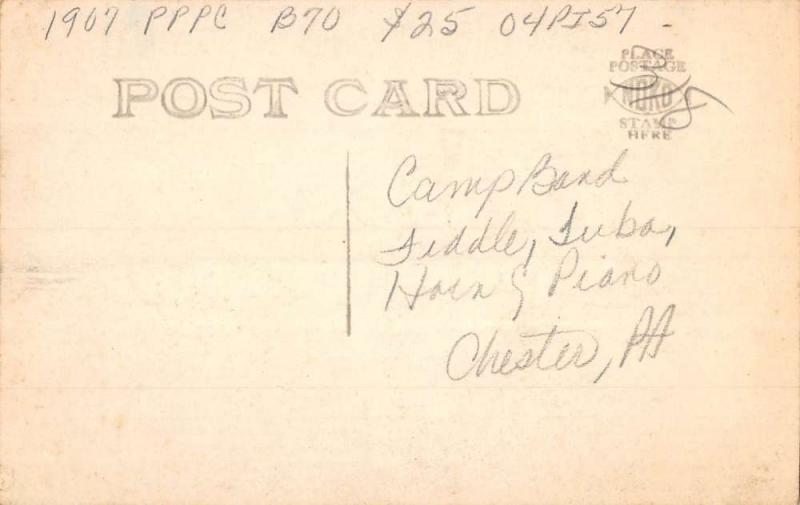 1907 PPPC B70 $25 04PI57 -
POST CARD
PLACE
POSTAGE
NOKO
STAMP
HERE
Camp Band
Fiddle, Tuba,
Horn & Piano
Chester, PA